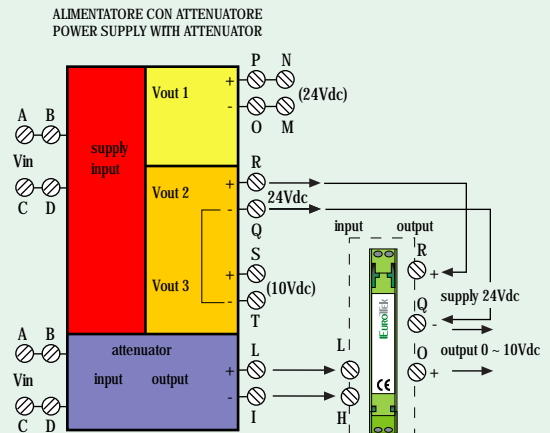 ALIMENTATORE CON ATTENUATORE
POWER SUPPLY WITH ATTENUATOR
P N
+
Vout 1
(24Vdc)
-
A B
O M
Vin
supply
input
R
+
Vout 2
24Vdc
C D
-
Q
input output
S
R
+
+
Vout 3
(10Vdc)
supply 24Vdc
-
T
Q
-
EUROTEK
A B
attenuator
L
L
O
output 0 ~ 10Vdc
Vin
input output
+
+
CE
-
C D
I
H